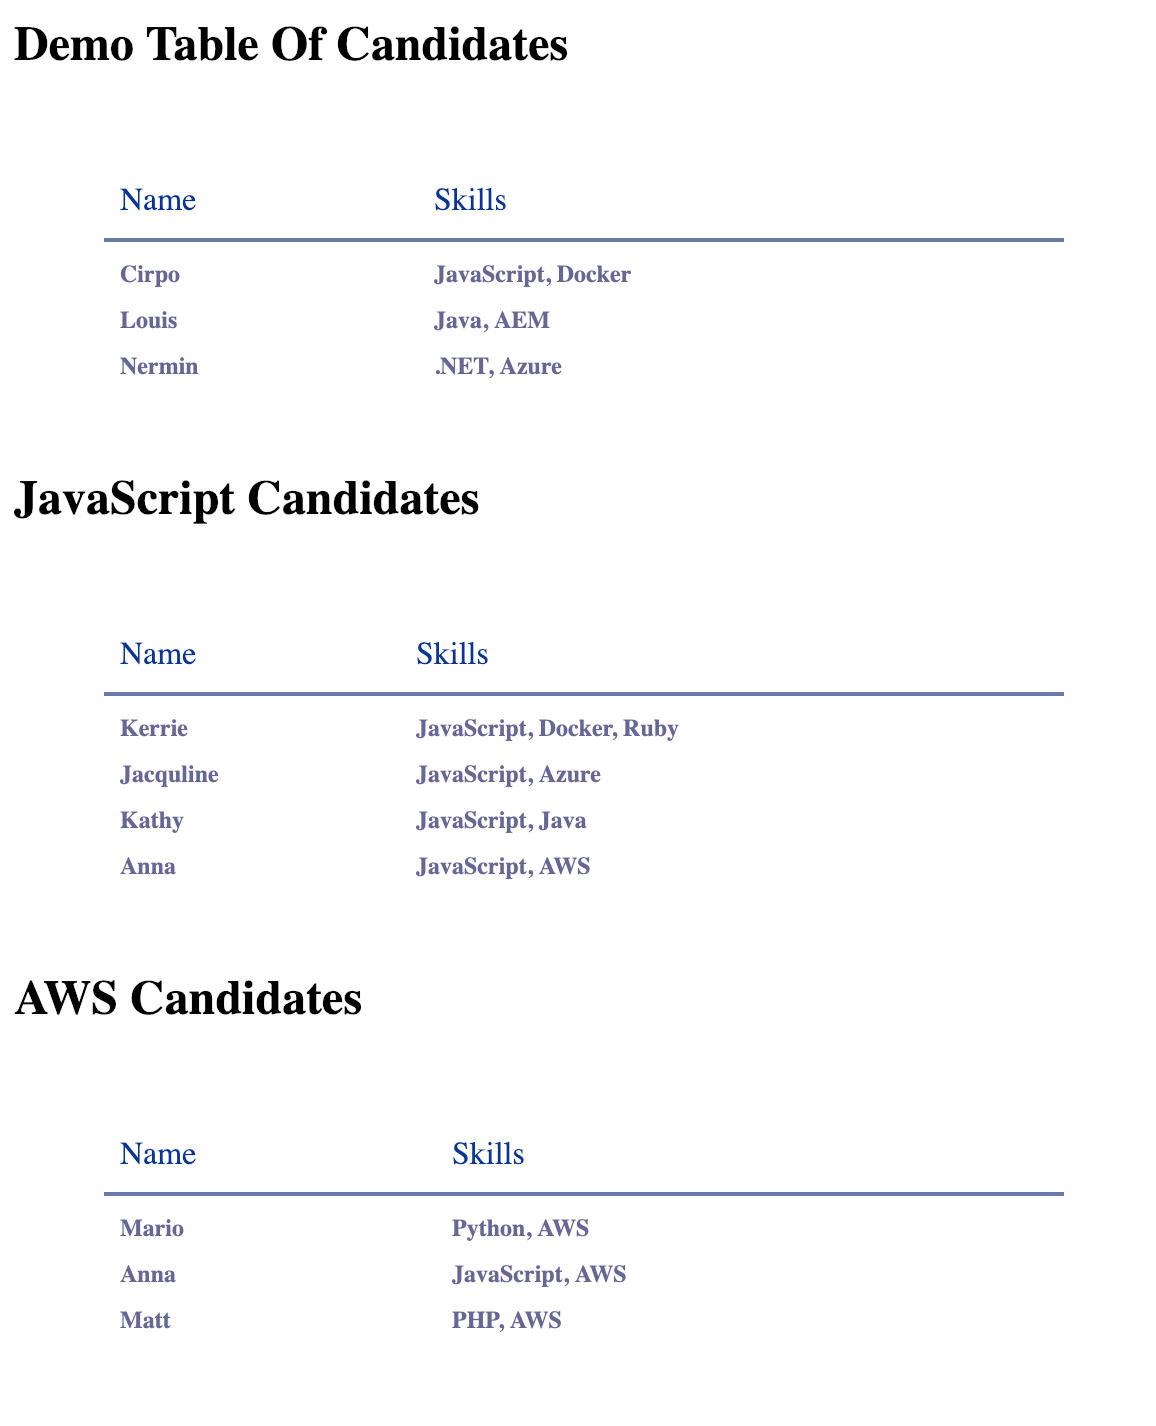 Demo Table Of Candidates
Name Skills
Cirpo JavaScript, Docker
Louis Java, AEM
Nermin .NET, Azure
JavaScript Candidates
Name Skills
Kerrie JavaScript, Docker, Ruby
Jacquline JavaScript, Azure
Kathy JavaScript, Java
Anna JavaScript, AWS
AWS Candidates
Name Skills
Mario Python, AWS
Anna JavaScript, AWS
Matt PHP, AWS